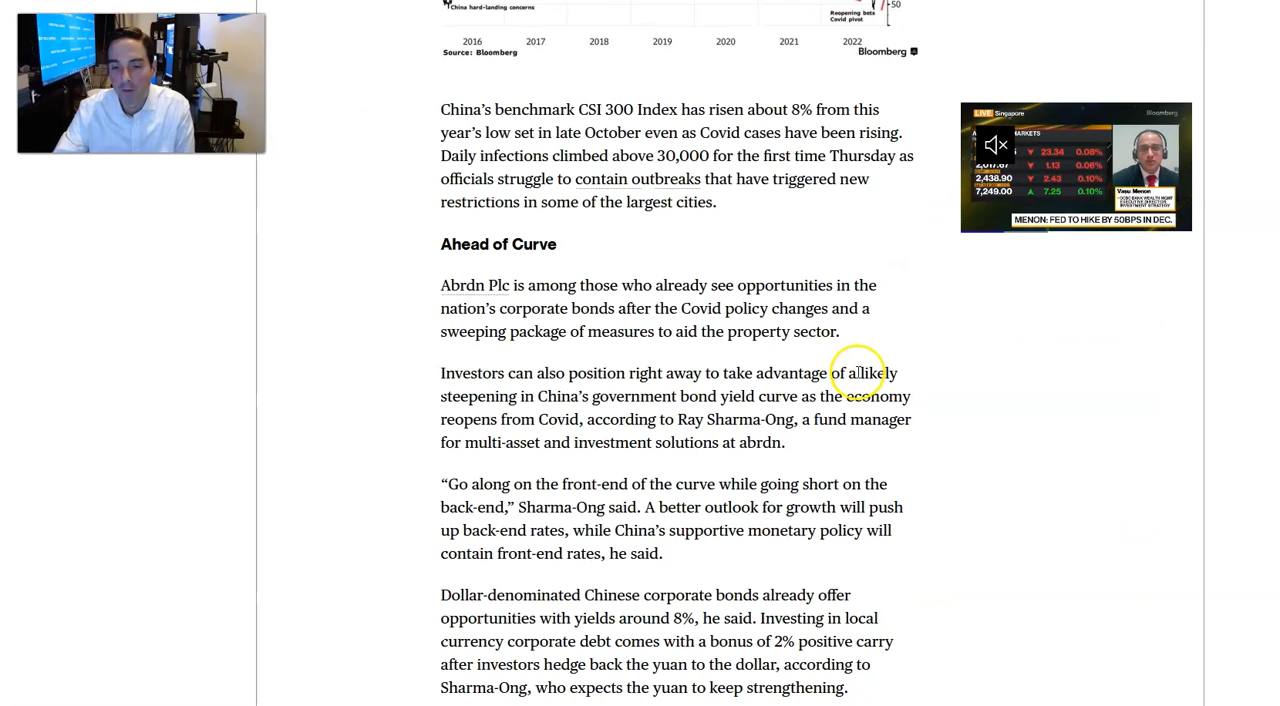 China hard-landing concerns
Reopening bets
Covid pivot
50
2016 2017 2018 2019 2020 2021 2022
Source: Bloomberg
Bloomberg
China's benchmark CSI 300 Index has risen about 8% from this
year's low set in late October even as Covid cases have been rising.
Daily infections climbed above 30,000 for the first time Thursday as
officials struggle to contain outbreaks that have triggered new
restrictions in some of the largest cities.
LIVE Singapore
Bloomberg
MARKETS
23.34 0.08%
2,017.67 1.13 0.06%
2,438.90 2.43 0.10%
7,249.00 7.25 0.10%
Vasu Menon
OCBC BANK WEALTH MGMT
EXECUTIVE DIRECTOR
INVESTMENT STRATEGY
MENON: FED TO HIKE BY 50BPS IN DEC.
Ahead of Curve
Abrdn Plc is among those who already see opportunities in the
nation's corporate bonds after the Covid policy changes and a
sweeping package of measures to aid the property sector.
Investors can also position right away to take advantage of a likely
steepening in China's government bond yield curve as the economy
reopens from Covid, according to Ray Sharma-Ong, a fund manager
for multi-asset and investment solutions at abrdn.
“Go along on the front-end of the curve while going short on the
back-end,” Sharma-Ong said. A better outlook for growth will push
up back-end rates, while China's supportive monetary policy will
contain front-end rates, he said.
Dollar-denominated Chinese corporate bonds already offer
opportunities with yields around 8%, he said. Investing in local
currency corporate debt comes with a bonus of 2% positive carry
after investors hedge back the yuan to the dollar, according to
Sharma-Ong, who expects the yuan to keep strengthening.